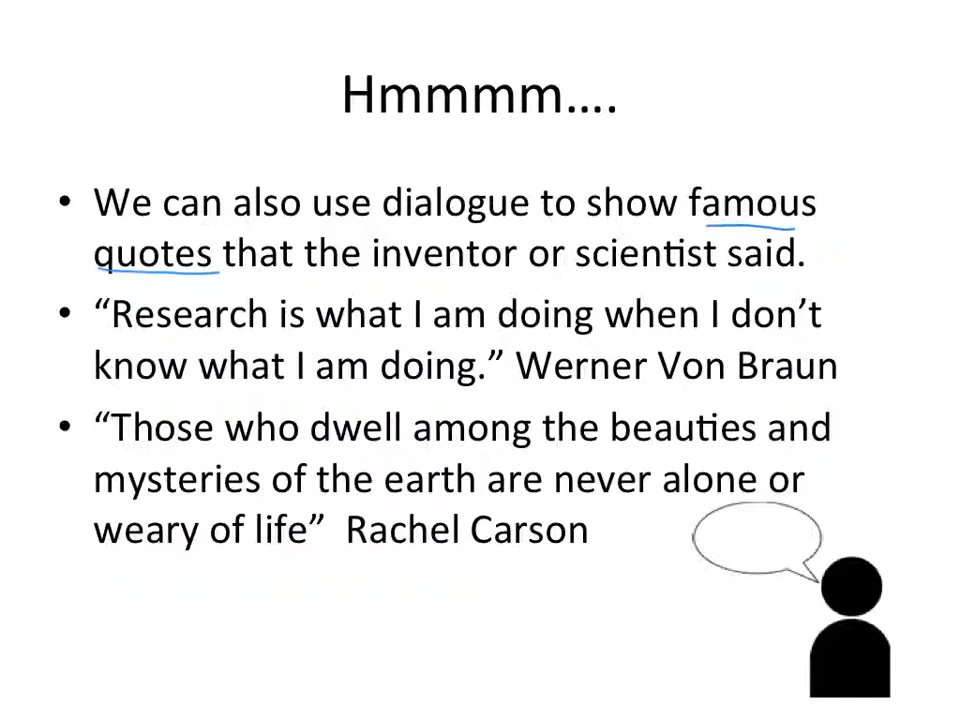 Hmmmm….
• We can also use dialogue to show famous
quotes that the inventor or scientist said.
• “Research is what I am doing when I don’t
know what I am doing.” Werner Von Braun
• “Those who dwell among the beauties and
mysteries of the earth are never alone or
weary of life” Rachel Carson